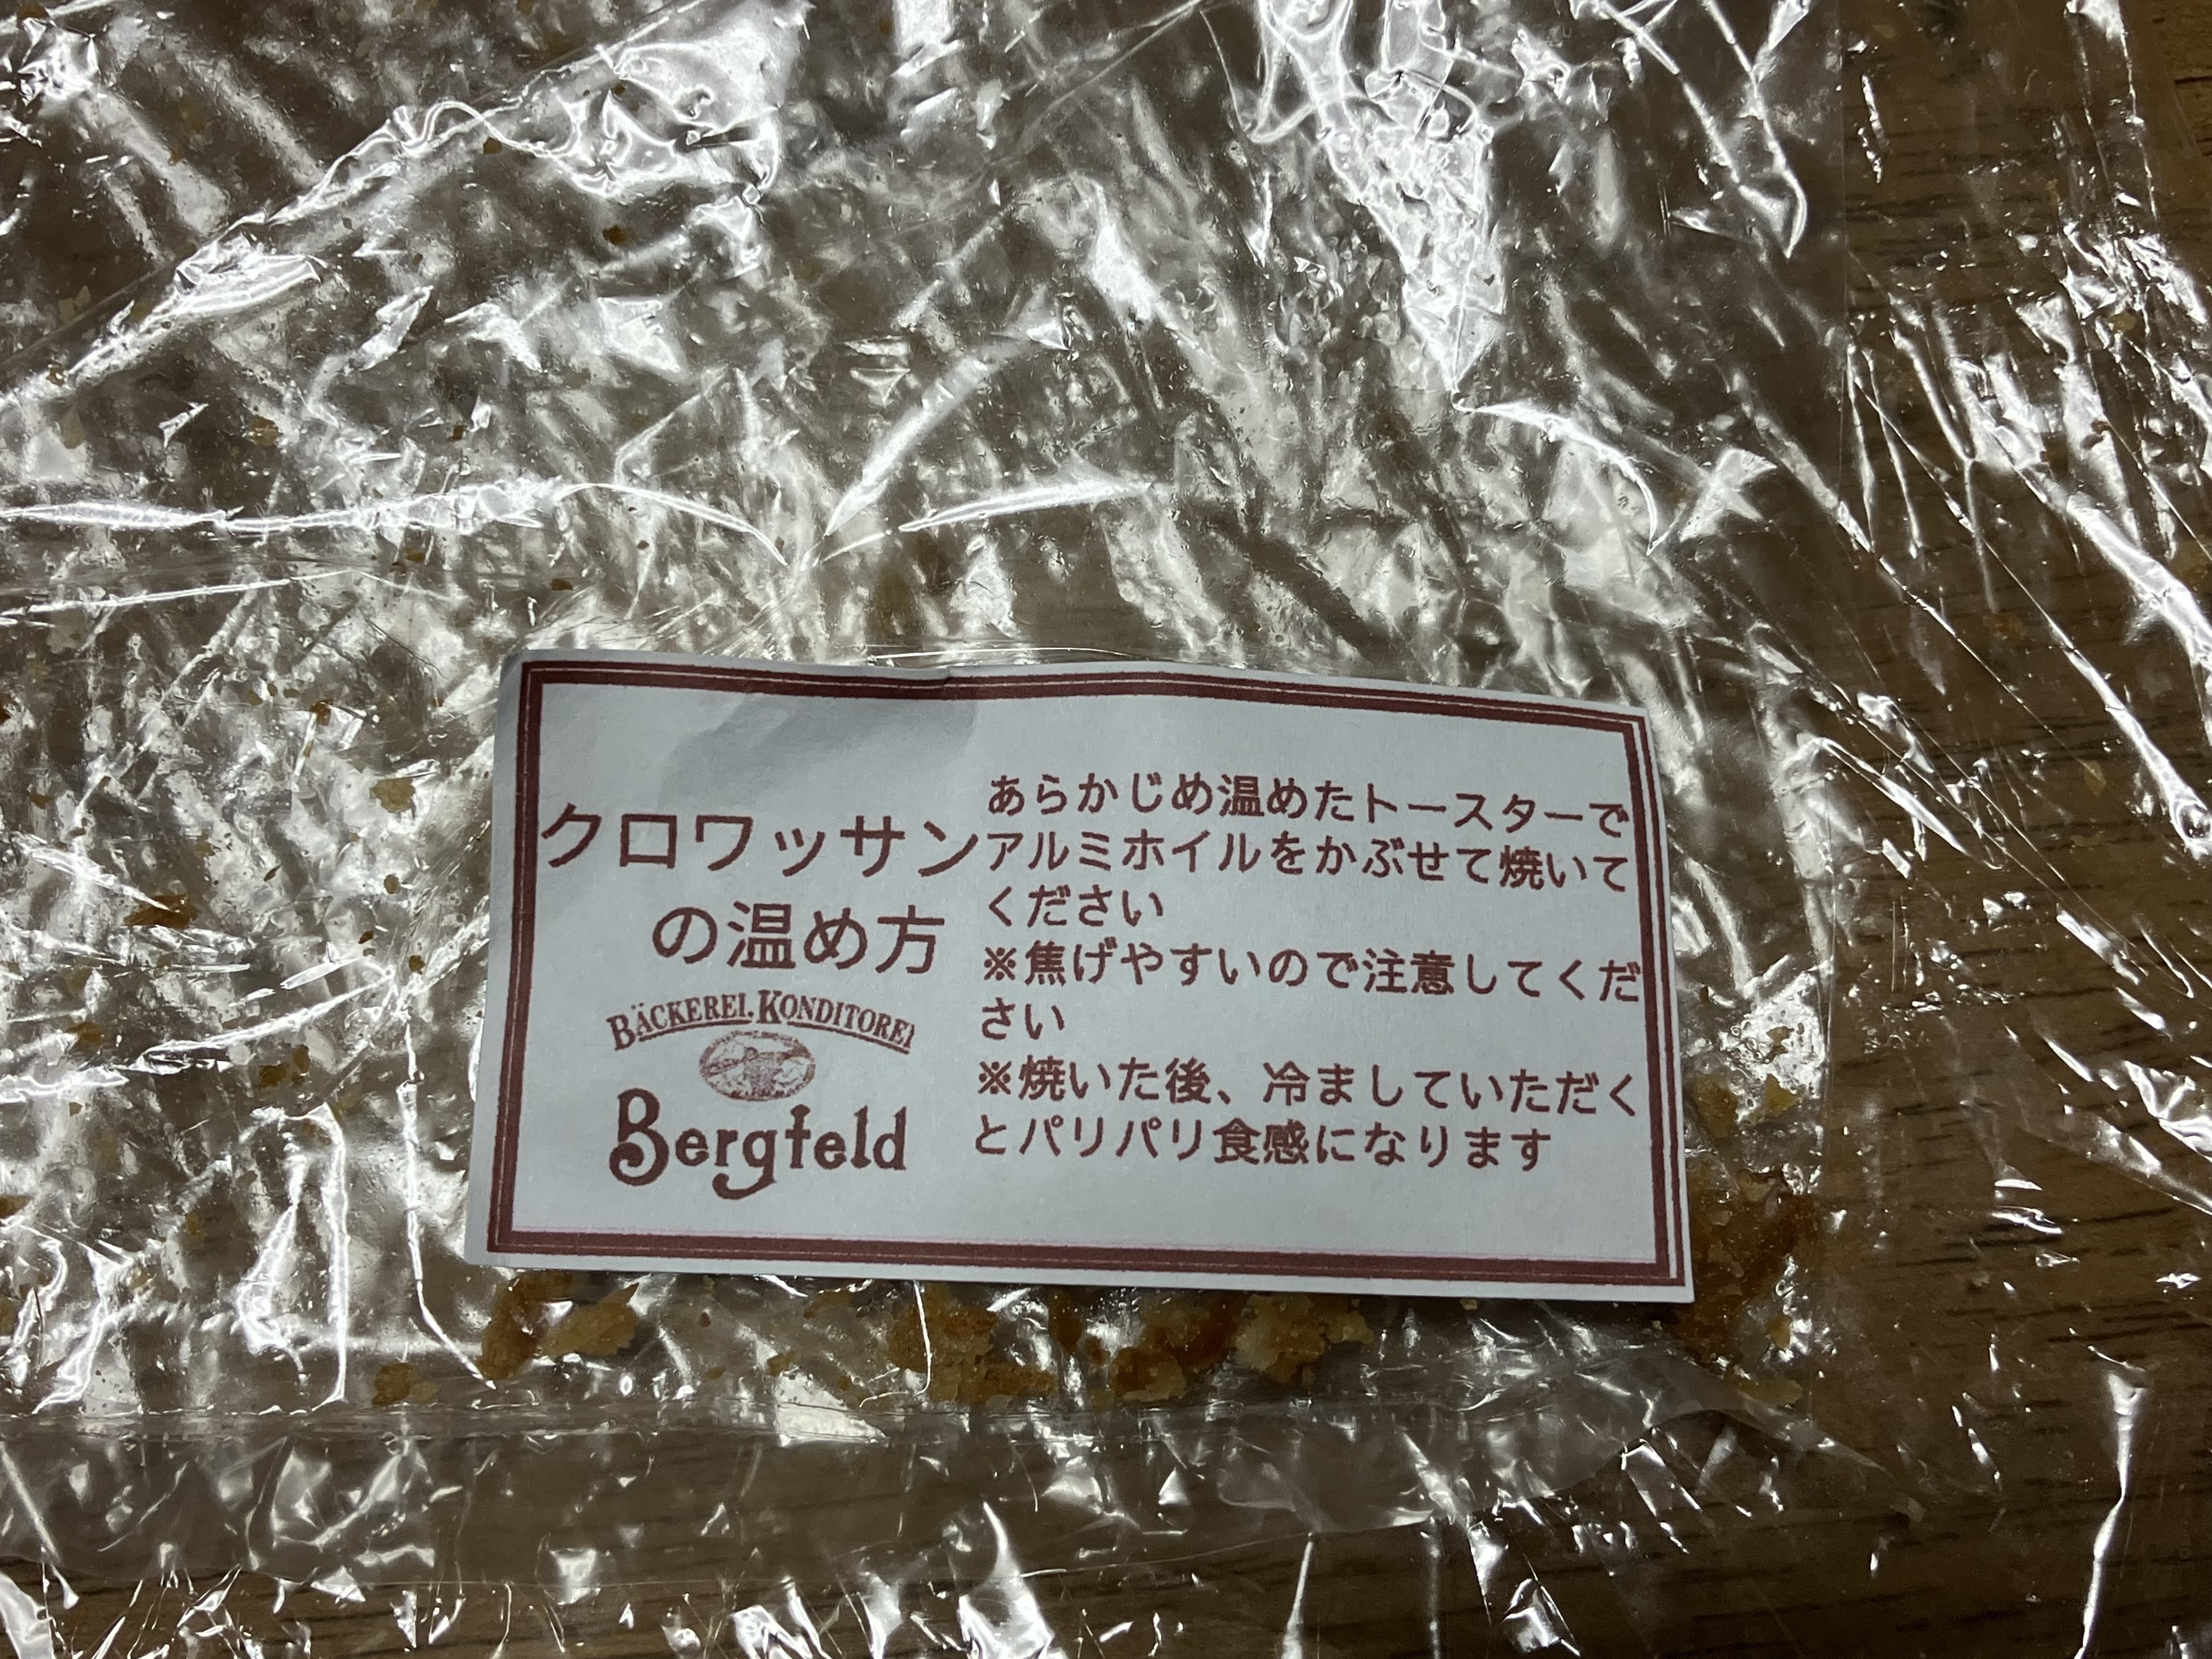 クロワッサン
の温め方
BÄCKEREI. KONDITOREI
Bergfeld
あらかじめ温めたトースターで
アルミホイルをかぶせて焼いて
ください
※焦げやすいので注意してくだ
さい
※焼いた後、冷ましていただく
とパリパリ食感になります